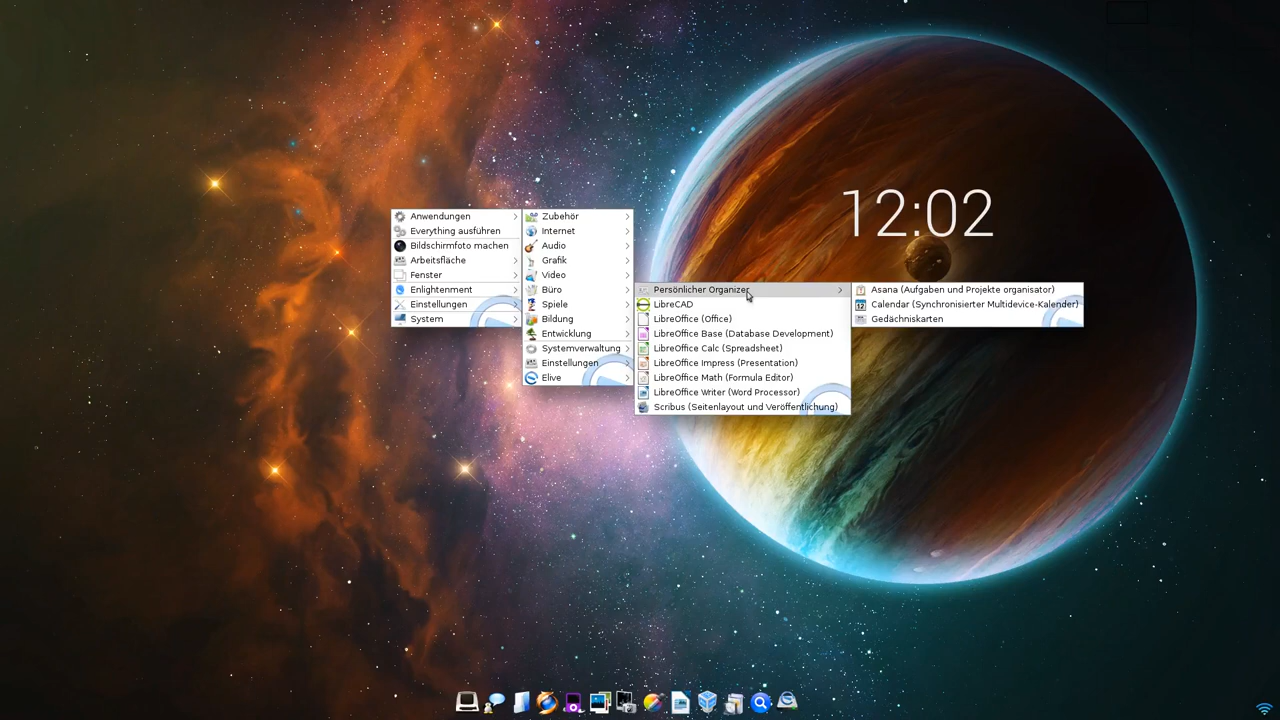 12:02
Anwendungen
Everything ausführen
Bildschirmfoto machen
Arbeitsfläche
Fenster
Enlightenment
Einstellungen
System
Zubehör
Internet
Audio
Grafik
Video
Büro
Spiele
Bildung
Entwicklung
Systemverwaltung
Einstellungen
Elive
Persönlicher Organizer
LibreCAD
LibreOffice (Office)
LibreOffice Base (Database Development)
LibreOffice Calc (Spreadsheet)
LibreOffice Impress (Presentation)
LibreOffice Math (Formula Editor)
LibreOffice Writer (Word Processor)
Scribus (Seitenlayout und Veröffentlichung)
Asana (Aufgaben und Projekte organisator)
Calendar (Synchronisierter Multidevice-Kalender)
Gedächniskarten